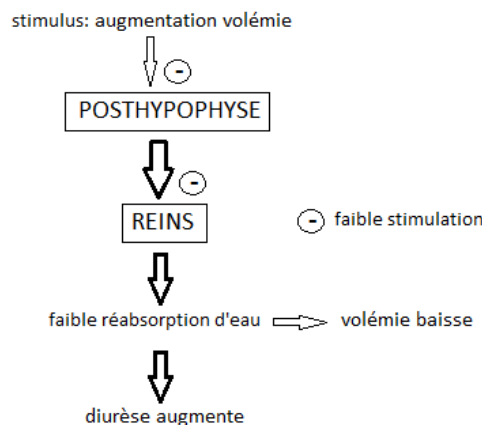 stimulus: augmentation volémie
-
POSTHYPOPHYSE
-
REINS
- faible stimulation
faible réabsorption d'eau
volémie baisse
diurèse augmente